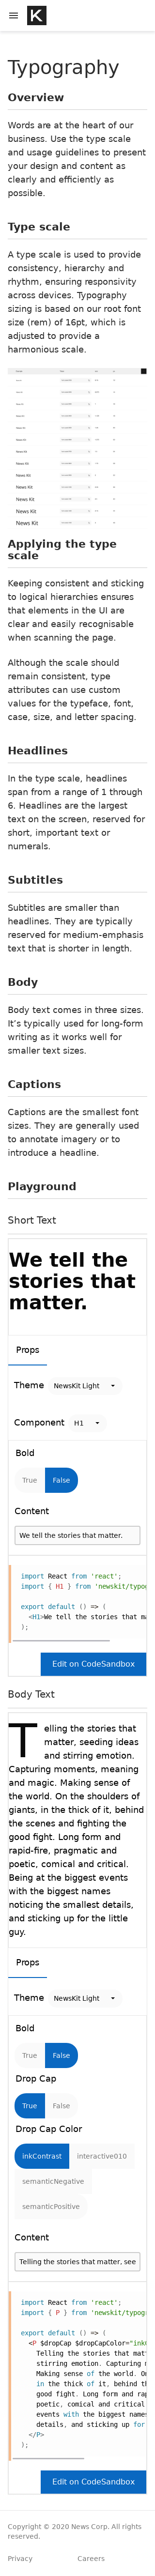 K
Typography
Overview
Words are at the heart of our
business. Use the type scale
and usage guidelines to present
your design and content as
clearly and efficiently as
possible.
Type scale
A type scale is used to provide
consistency, hierarchy and
rhythm, ensuring responsivity
across devices. Typography
sizing is based on our root font
size (rem) of 16pt, which is
adjusted to provide a
harmonious scale.
News Kit
News Kit
News Kit
News Kit
News Kit
News Kit
Applying the type
scale
Keeping consistent and sticking
to logical hierarchies ensures
that elements in the UI are
clear and easily recognisable
when scanning the page.
Although the scale should
remain consistent, type
attributes can use custom
values for the typeface, font,
case, size, and letter spacing.
Headlines
In the type scale, headlines
span from a range of 1 through
6. Headlines are the largest
text on the screen, reserved for
short, important text or
numerals.
Subtitles
Subtitles are smaller than
headlines. They are typically
reserved for medium-emphasis
text that is shorter in length.
Body
Body text comes in three sizes.
It's typically used for long-form
writing as it works well for
smaller text sizes.
Captions
Captions are the smallest font
sizes. They are generally used
to annotate imagery or to
introduce a headline.
Playground
Short Text
We tell the
stories that
matter.
Props
Theme NewsKit Light
Component H1
Bold
True False
Content
We tell the stories that matter.
import React from 'react';
import { H1 } from 'newskit/typog
export default () => (
<H1>We tell the stories that ma
);
Edit on CodeSandbox
Body Text
Telling the stories that
matter, seeding ideas
and stirring emotion.
Capturing moments, meaning
and magic. Making sense of
the world. On the shoulders of
giants, in the thick of it, behind
the scenes and fighting the
good fight. Long form and
rapid-fire, pragmatic and
poetic, comical and critical.
Being at the biggest events
with the biggest names
noticing the smallest details,
and sticking up for the little
guy.
Props
Theme NewsKit Light
Bold
True False
Drop Cap
True False
Drop Cap Color
inkContrast interactive010
semanticNegative
semanticPositive
Content
Telling the stories that matter, see
import React from 'react';
import { P } from 'newskit/typogr
export default () => (
<P $dropCap $dropCapColor="inkC
Telling the stories that matt
stirring emotion. Capturing m
Making sense of the world. On
in the thick of it, behind th
good fight. Long form and rap
poetic, comical and critical.
events with the biggest names
details, and sticking up for
</P>
);
Edit on CodeSandbox
Copyright © 2020 News Corp. All rights
reserved.
Privacy Careers